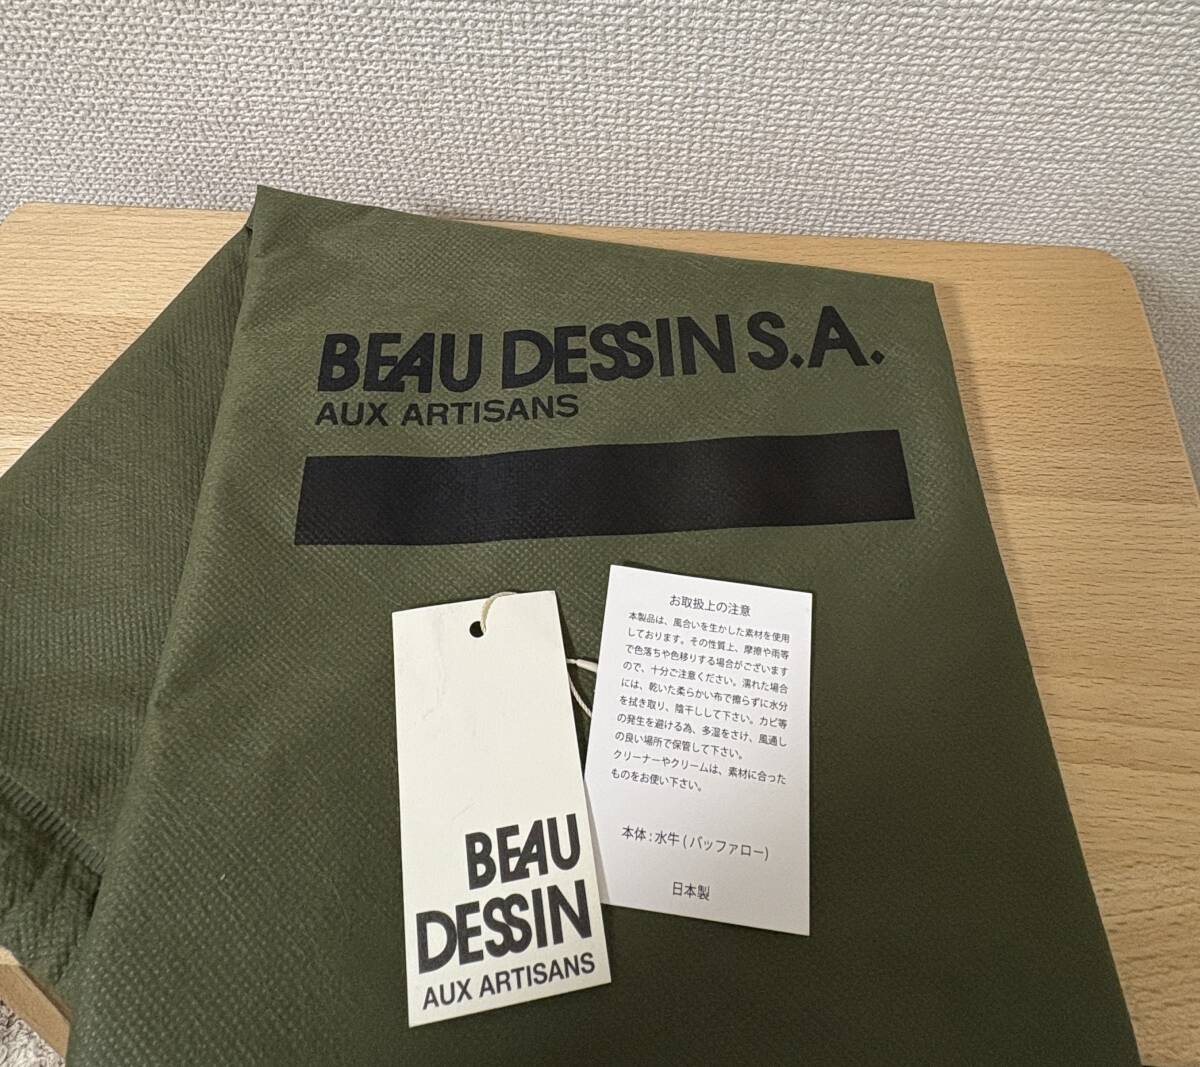 BEAU DESSIN S.A.
AUX ARTISANS
BEAU
DESSIN
AUX ARTISANS
お取扱上の注意
本製品は、風合いを生かした素材を使用
しております。その性質上、摩擦や雨等
で色落ちや色移りする場合がございます
ので、十分ご注意ください。濡れた場合
には、乾いた柔らかい布で擦らずに水分
を拭き取り、陰干しして下さい。カビ等
の発生を避ける為、多湿をさけ、風通し
の良い場所で保管して下さい。
クリーナーやクリームは、素材に合った
ものをお使い下さい。
本体 : 水牛 ( バッファロー)
日本製